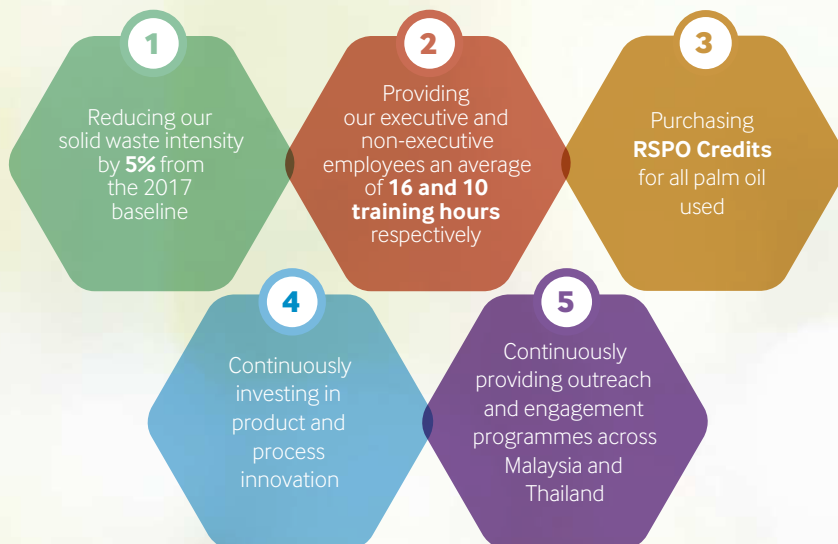 1
Reducing our
solid waste intensity
by 5% from
the 2017
baseline
2
Providing
our executive and
non-executive
employees an average
of 16 and 10
training hours
respectively
3
Purchasing
RSPO Credits
for all palm oil
used
4
Continuously
investing in
product and
process
innovation
5
Continuously
providing outreach
and engagement
programmes across
Malaysia and
Thailand